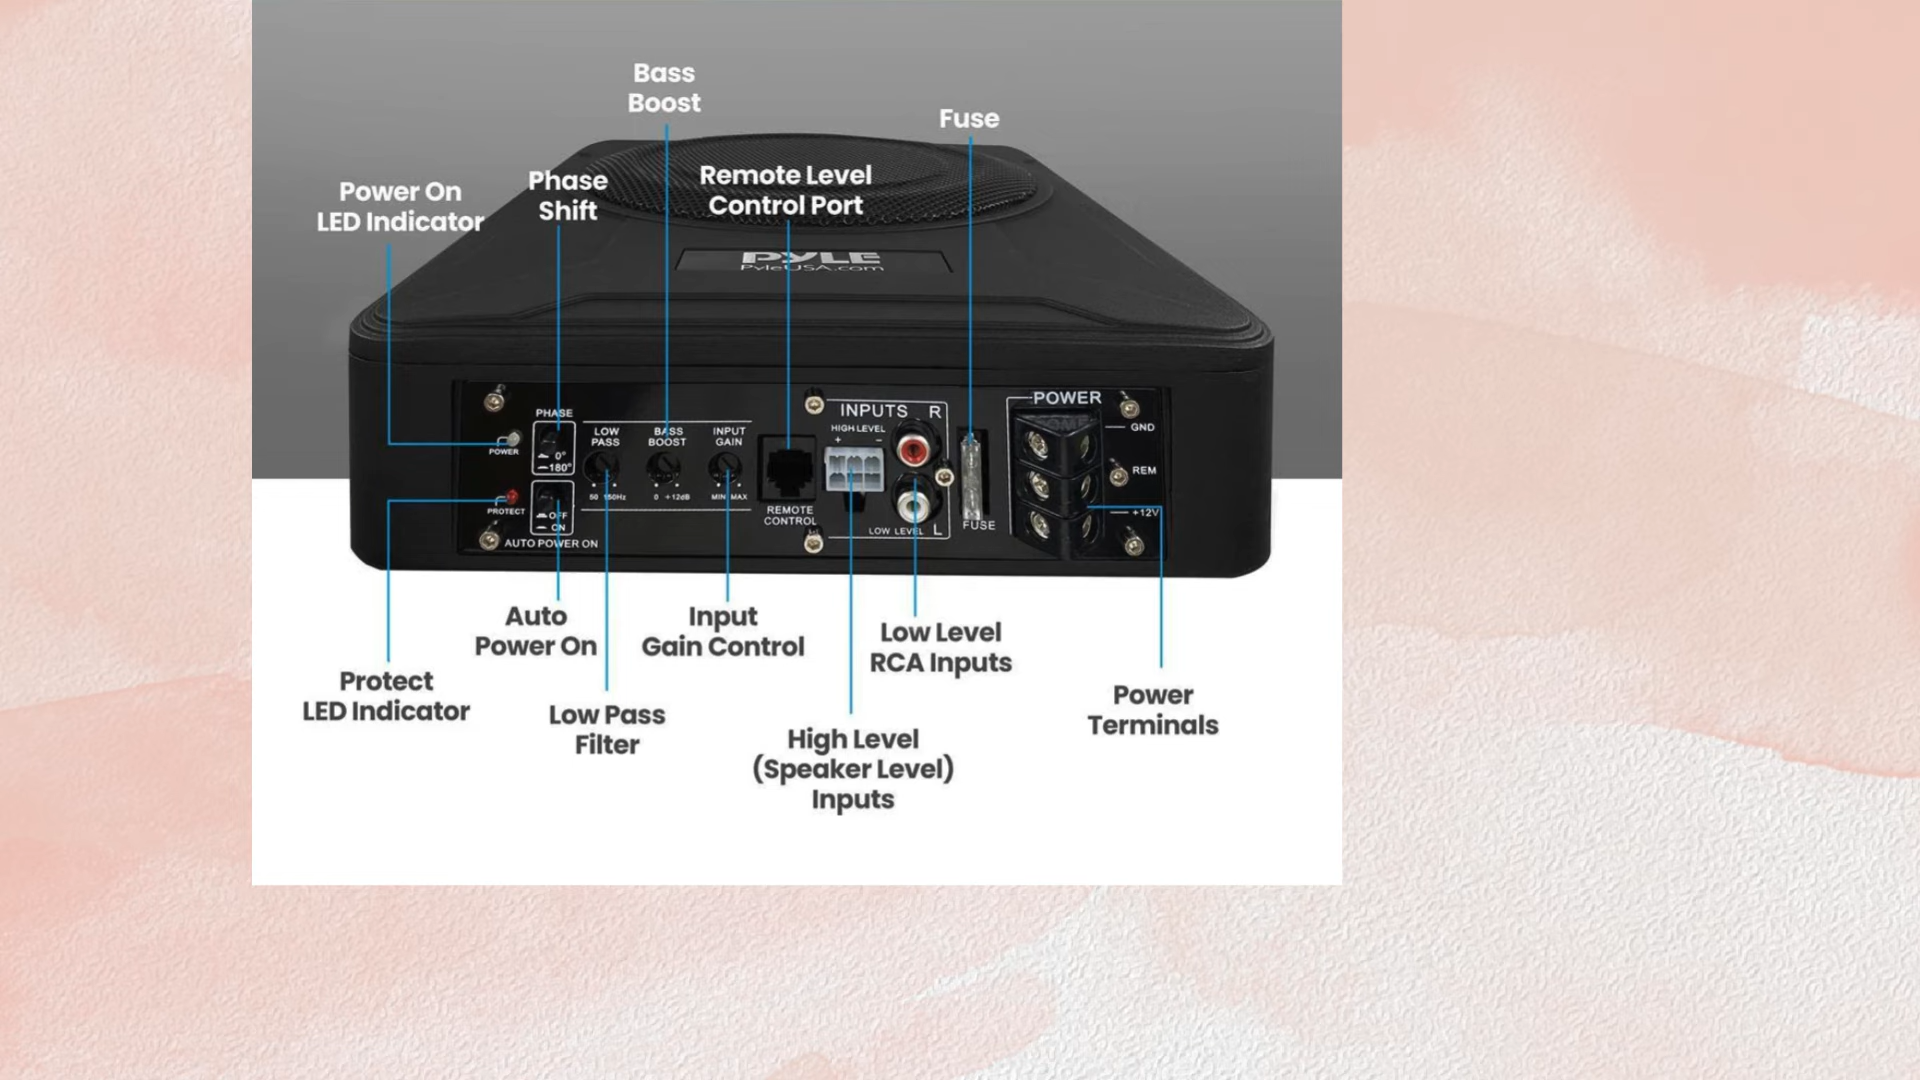 Bass
Boost
Fuse
Remote Level
Control Port
Phase
Shift
Power On
LED Indicator
PYLE
PyleUSA.com
PHASE
0°
180°
POWER
PROTECT
OFF
ON
AUTO POWER ON
LOW
PASS
50 150Hz
BASS
BOOST
0 +12dB
INPUT
GAIN
MIN MAX
REMOTE
CONTROL
INPUTS R
HIGH LEVEL
+ −
LOW LEVEL L
FUSE
POWER
GND
REM
+12V
Auto
Power On
Input
Gain Control
Low Level
RCA Inputs
Protect
LED Indicator
Low Pass
Filter
High Level
(Speaker Level)
Inputs
Power
Terminals